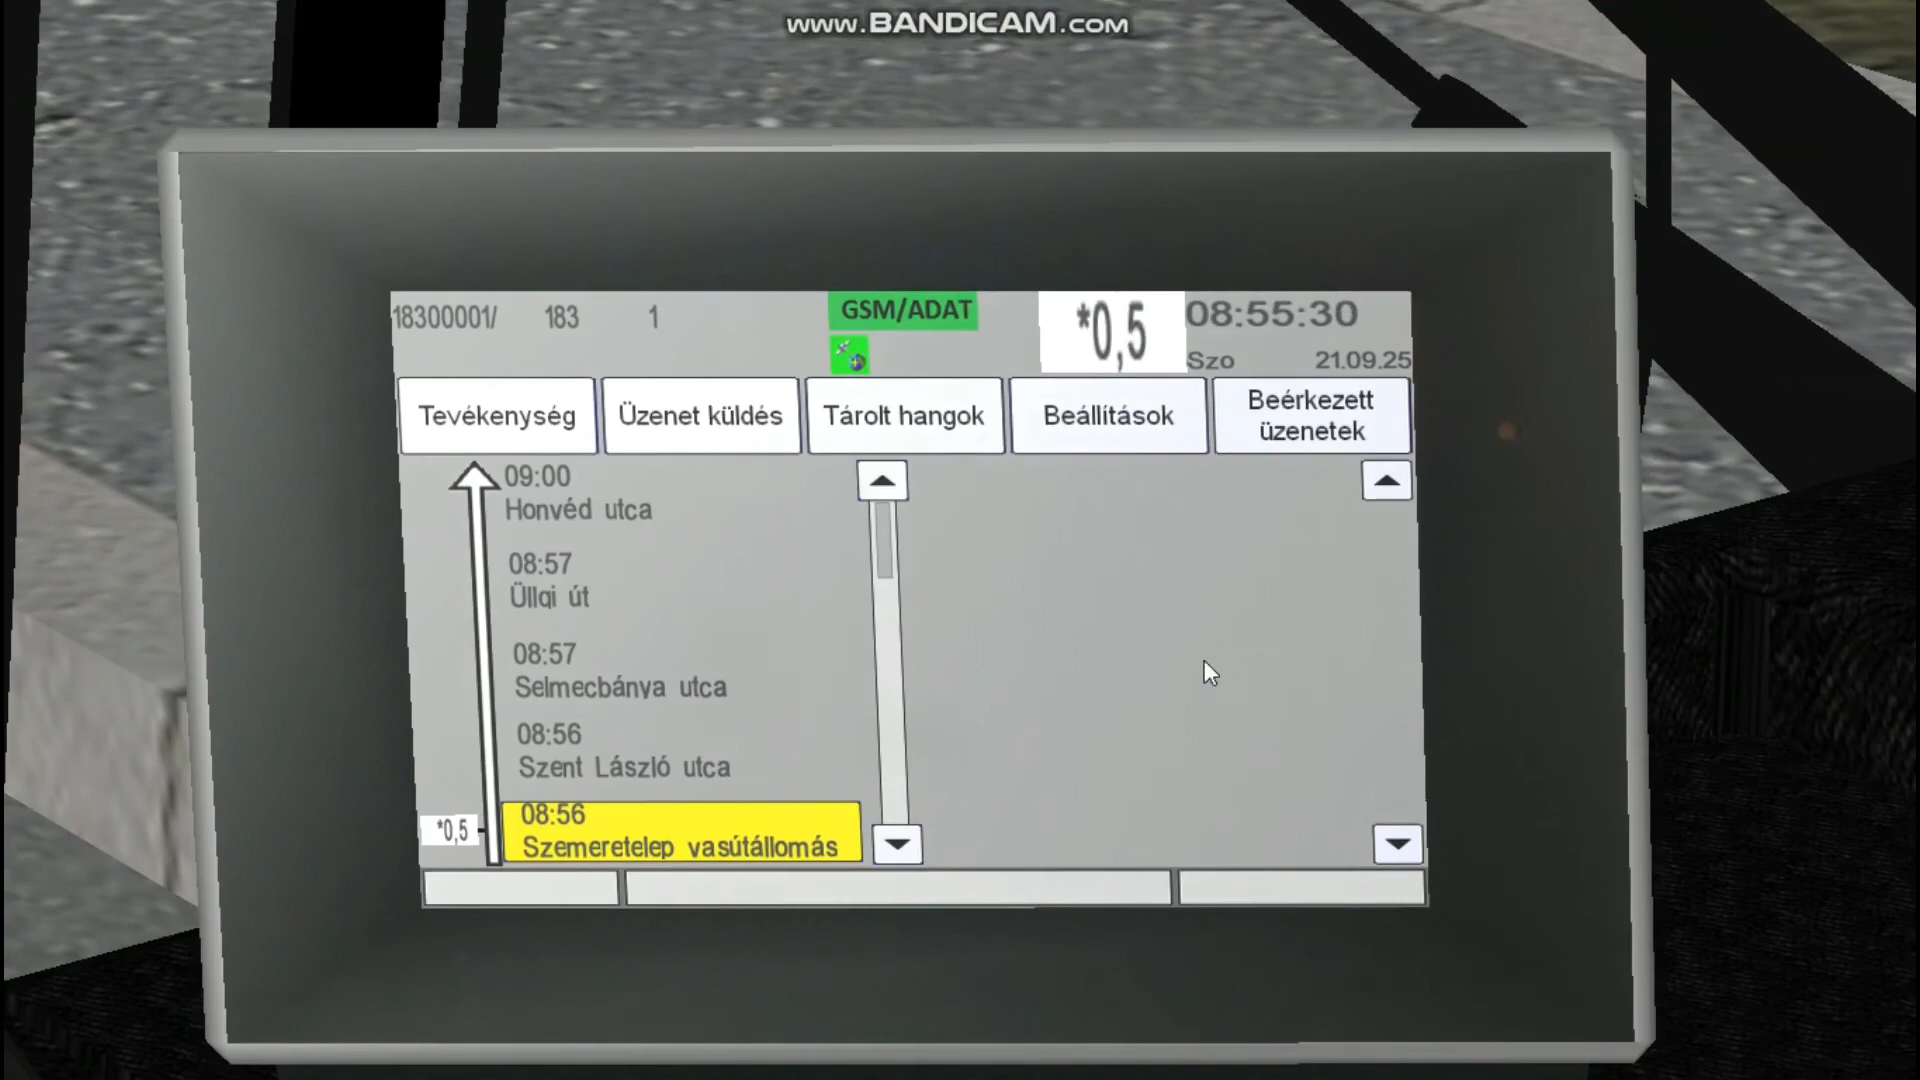 www.BANDICAM.com
18300001/ 183 1 GSM/ADAT *0,5 08:55:30
Szo 21.09.25
Tevékenység Üzenet küldés Tárolt hangok Beállítások Beérkezett üzenetek
09:00
Honvéd utca
08:57
Üllqi út
08:57
Selmecbánya utca
08:56
Szent László utca
08:56
*0,5 Szemeretelep vasútállomás